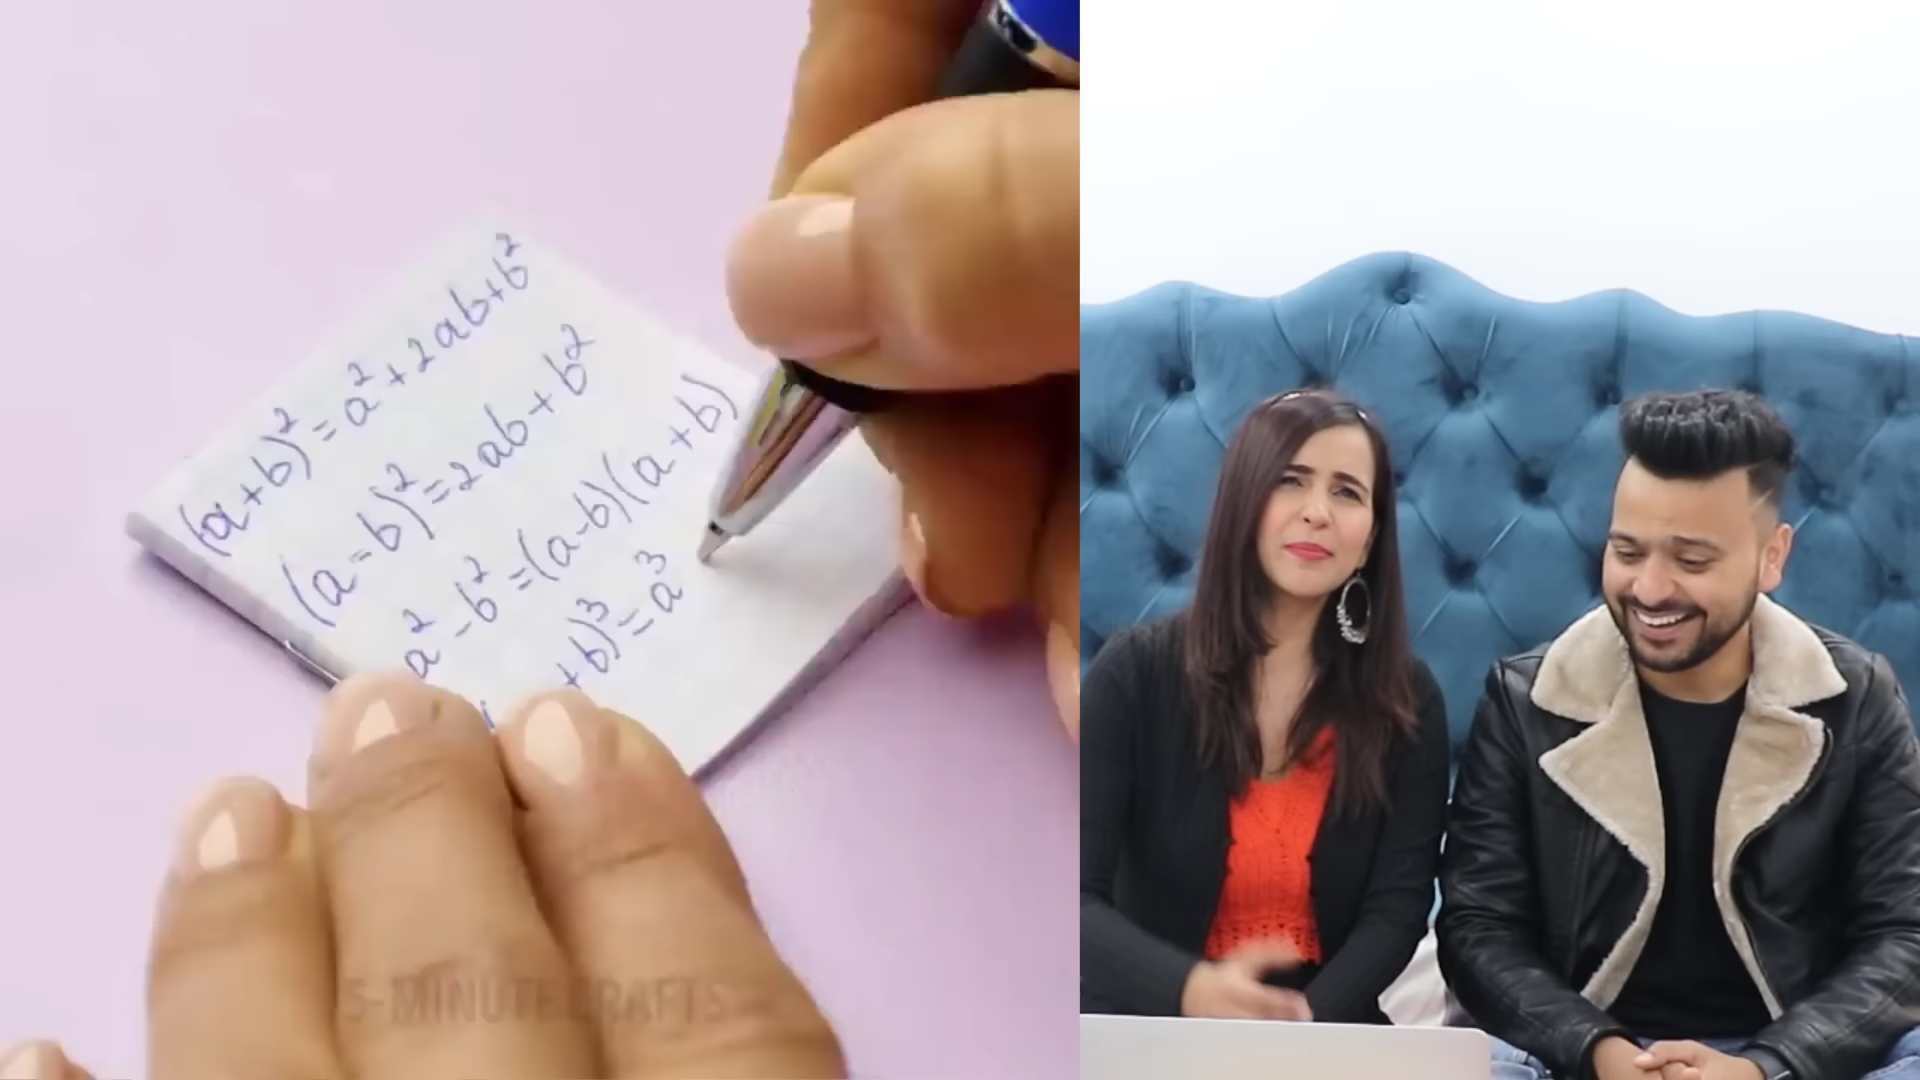 (a+b)²=a²+2ab+b²
(a-b)²=2ab+b²
a²-b²=(a-b)(a+b)
+b)³=a³
5-MINUTE CRAFTS